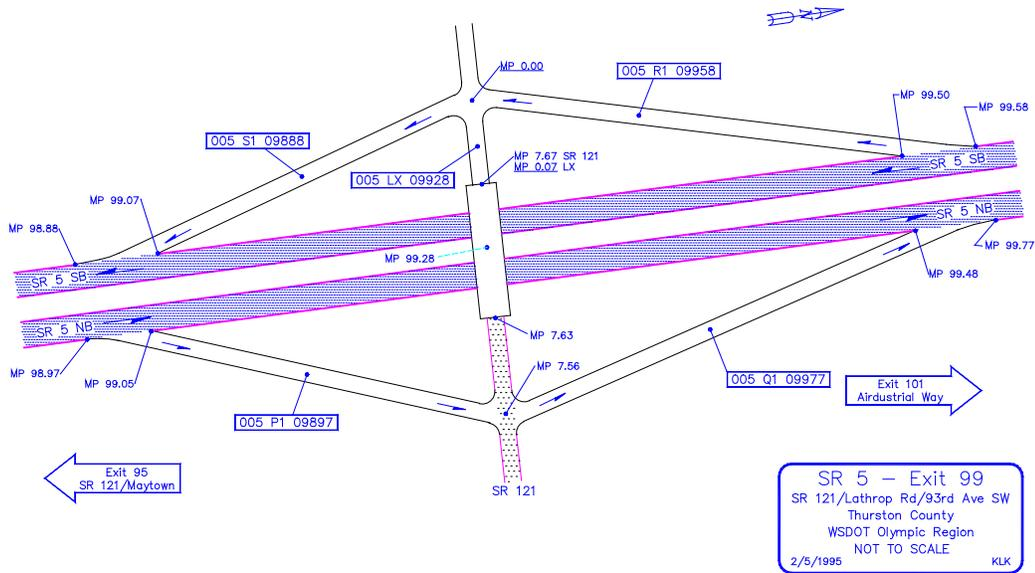 N
MP 0.00
005 R1 09958
MP 99.50
MP 99.58
005 S1 09888
MP 7.67 SR 121
MP 0.07 LX
005 LX 09928
SR 5 SB
MP 99.07
SR 5 NB
MP 98.88
MP 99.28
MP 99.77
MP 99.48
SR 5 SB
SR 5 NB
MP 7.63
MP 98.97
MP 99.05
MP 7.56
005 Q1 09977
Exit 101
Airdustrial Way
005 P1 09897
Exit 95
SR 121/Maytown
SR 121
SR 5 - Exit 99
SR 121/Lathrop Rd/93rd Ave SW
Thurston County
WSDOT Olympic Region
NOT TO SCALE
2/5/1995 KLK